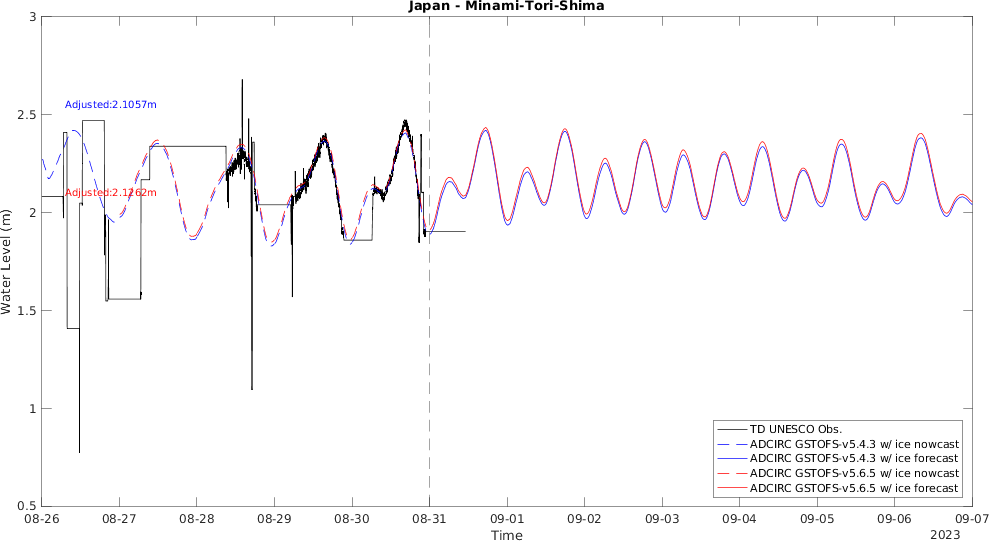 Japan - Minami-Tori-Shima
Water Level (m)
3
2.5
2
1.5
1
0.5
Adjusted:2.1057m
Adjusted:2.1262m
TD UNESCO Obs.
ADCIRC GSTOFS-v5.4.3 w/ ice nowcast
ADCIRC GSTOFS-v5.4.3 w/ ice forecast
ADCIRC GSTOFS-v5.6.5 w/ ice nowcast
ADCIRC GSTOFS-v5.6.5 w/ ice forecast
08-26 08-27 08-28 08-29 08-30 08-31 09-01 09-02 09-03 09-04 09-05 09-06 09-07
Time
2023